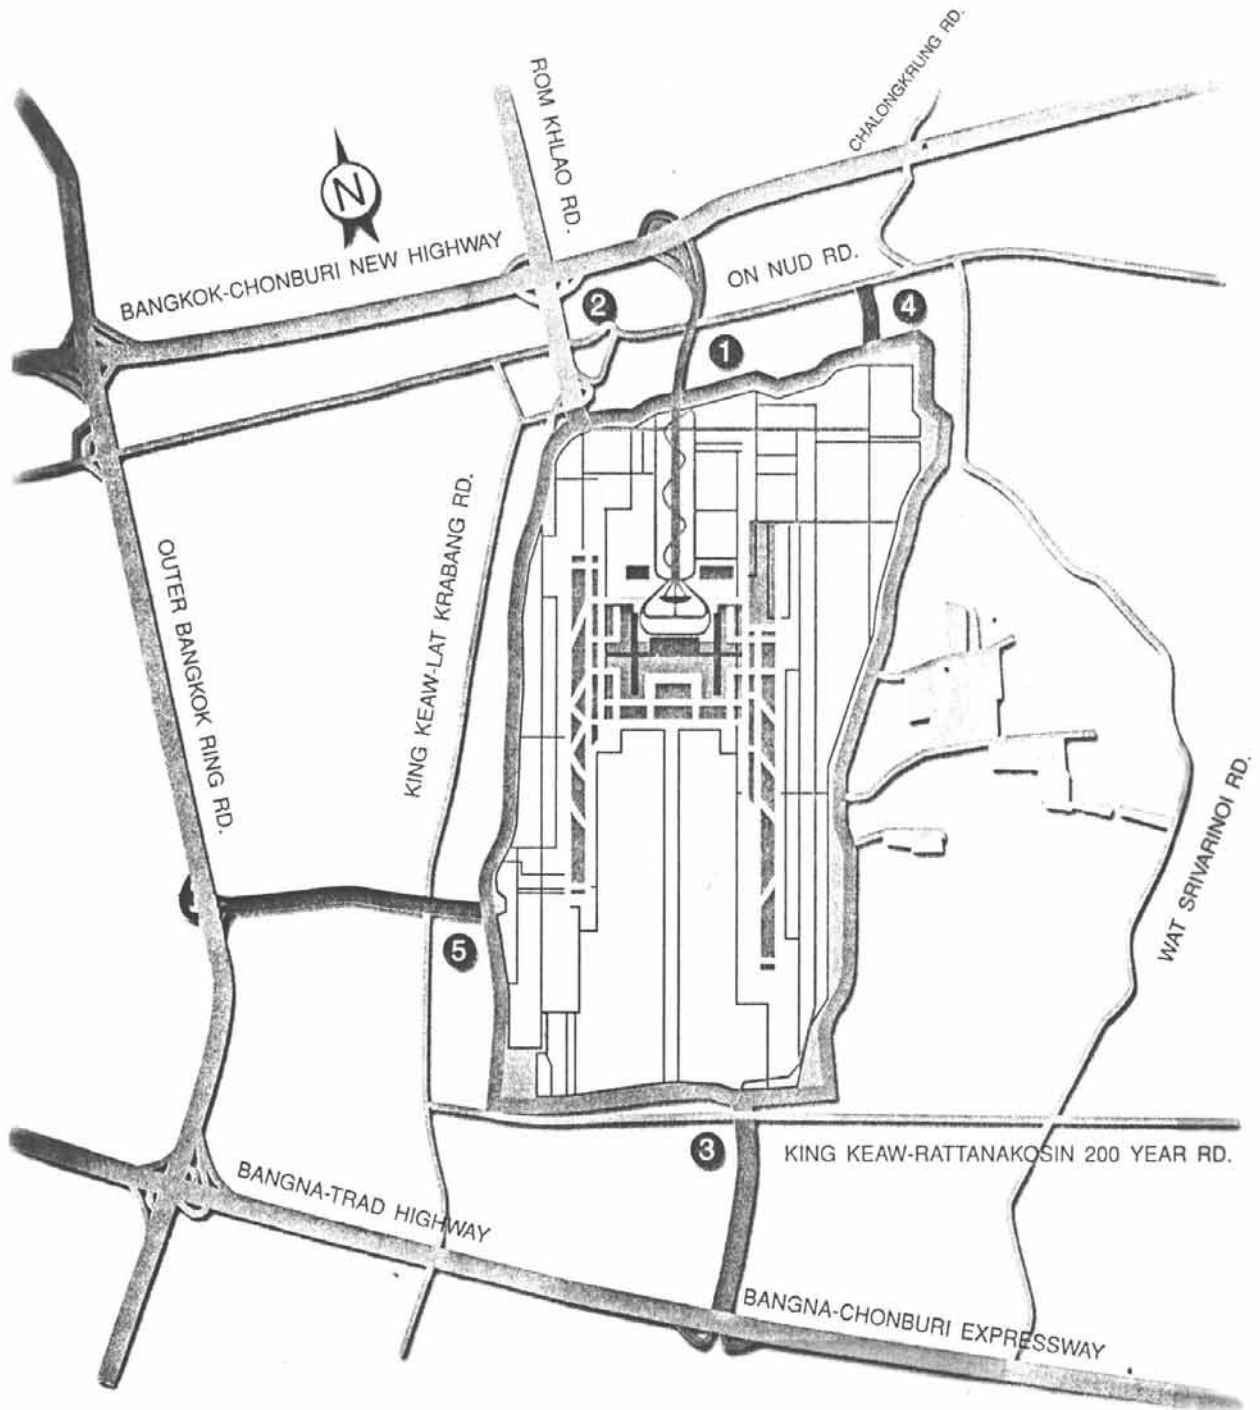 CHALONGKRUNG RD.
ROM KHLAO RD.
N
BANGKOK-CHONBURI NEW HIGHWAY
ON NUD RD.
2
4
1
KING KEAW-LAT KRABANG RD.
OUTER BANGKOK RING RD.
WAT SRIVARINOI RD.
5
3
KING KEAW-RATTANAKOSIN 200 YEAR RD.
BANGNA-TRAD HIGHWAY
BANGNA-CHONBURI EXPRESSWAY